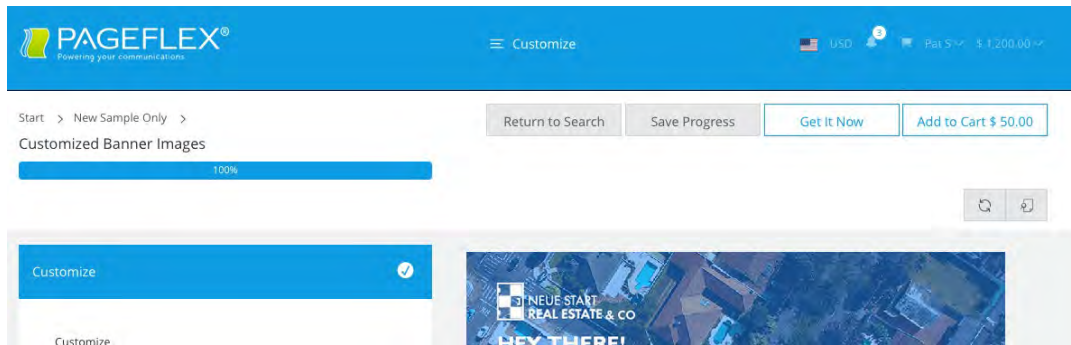 PAGEFLEX®
Powering your communications
Customize
USD
3
Pat S
$ 1,200.00
Start > New Sample Only >
Customized Banner Images
100%
Return to Search
Save Progress
Get It Now
Add to Cart $ 50.00
Customize
Customize
NEUE START
REAL ESTATE & CO
HEY THERE!